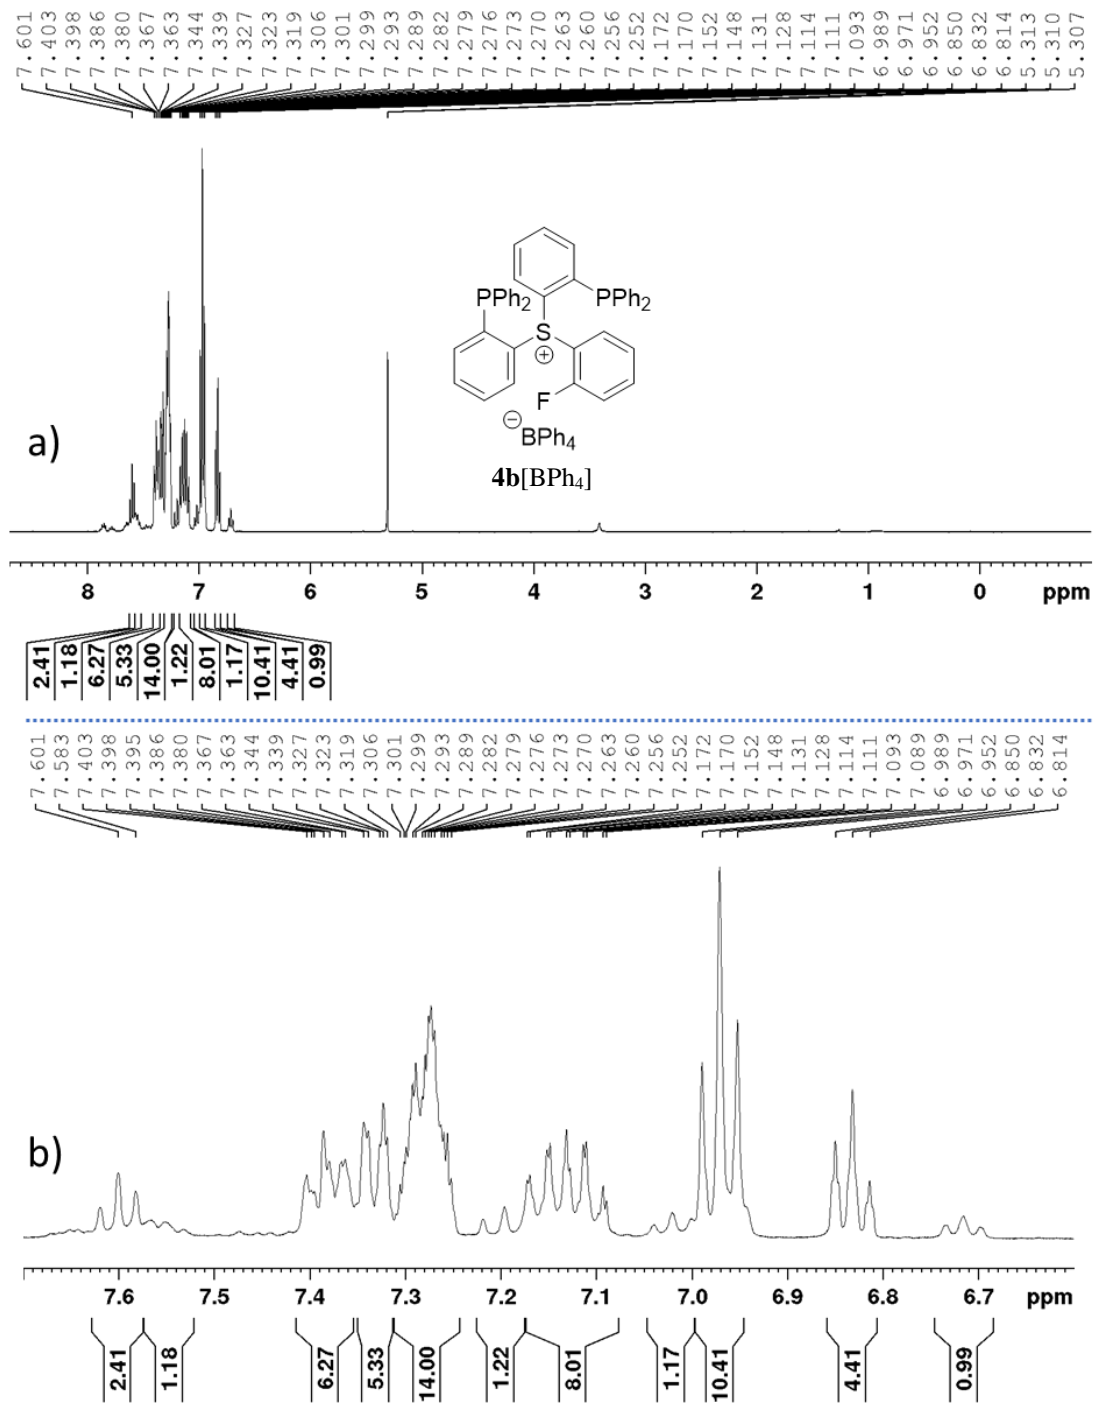 7.601 7.403 7.398 7.386 7.380 7.367 7.363 7.344 7.339 7.327 7.323 7.319 7.306 7.301 7.299 7.293 7.289 7.282 7.279 7.276 7.273 7.270 7.263 7.260 7.256 7.252 7.172 7.170 7.152 7.148 7.131 7.128 7.114 7.111 7.093 6.989 6.971 6.952 6.850 6.832 6.814 5.313 5.310 5.307
PPh2 PPh2
S
⊕
F
⊖
BPh4
a)
4b[BPh4]
8 7 6 5 4 3 2 1 0 ppm
2.41 1.18 6.27 5.33 14.00 1.22 8.01 1.17 10.41 4.41 0.99
7.601 7.583 7.403 7.398 7.395 7.386 7.380 7.367 7.363 7.344 7.339 7.327 7.323 7.319 7.306 7.301 7.299 7.293 7.289 7.282 7.279 7.276 7.273 7.270 7.263 7.260 7.256 7.252 7.172 7.170 7.152 7.148 7.131 7.128 7.114 7.111 7.093 7.089 6.989 6.971 6.952 6.850 6.832 6.814
b)
7.6 7.5 7.4 7.3 7.2 7.1 7.0 6.9 6.8 6.7 ppm
2.41 1.18 6.27 5.33 14.00 1.22 8.01 1.17 10.41 4.41 0.99